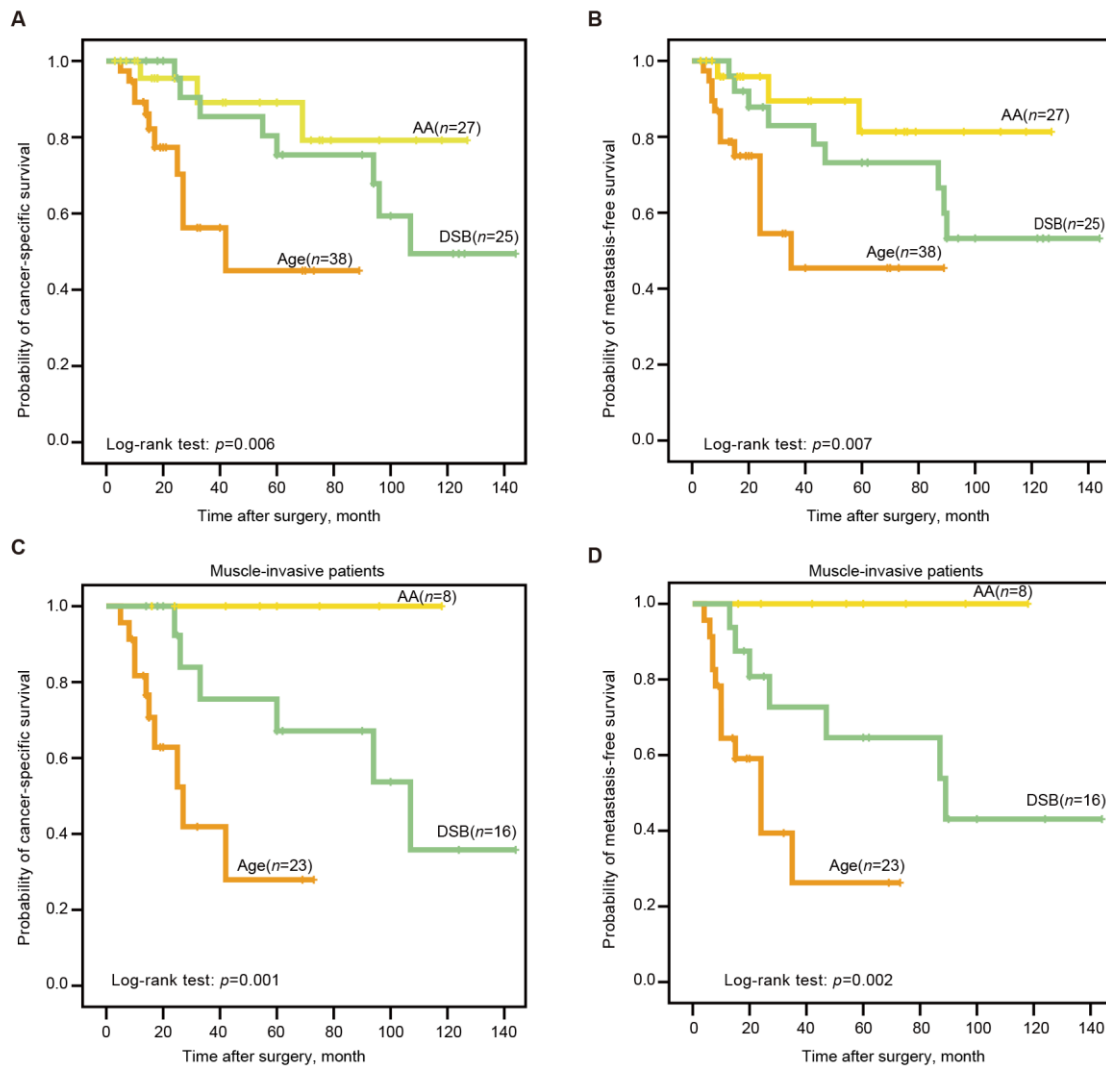 A
Probability of cancer-specific survival
1.0
0.8
0.6
0.4
0.2
0.0
AA(n=27)
DSB(n=25)
Age(n=38)
Log-rank test: p=0.006
0 20 40 60 80 100 120 140
Time after surgery, month
B
Probability of metastasis-free survival
1.0
0.8
0.6
0.4
0.2
0.0
AA(n=27)
DSB(n=25)
Age(n=38)
Log-rank test: p=0.007
0 20 40 60 80 100 120 140
Time after surgery, month
C
Muscle-invasive patients
Probability of cancer-specific survival
1.0
0.8
0.6
0.4
0.2
0.0
AA(n=8)
DSB(n=16)
Age(n=23)
Log-rank test: p=0.001
0 20 40 60 80 100 120 140
Time after surgery, month
D
Muscle-invasive patients
Probability of metastasis-free survival
1.0
0.8
0.6
0.4
0.2
0.0
AA(n=8)
DSB(n=16)
Age(n=23)
Log-rank test: p=0.002
0 20 40 60 80 100 120 140
Time after surgery, month